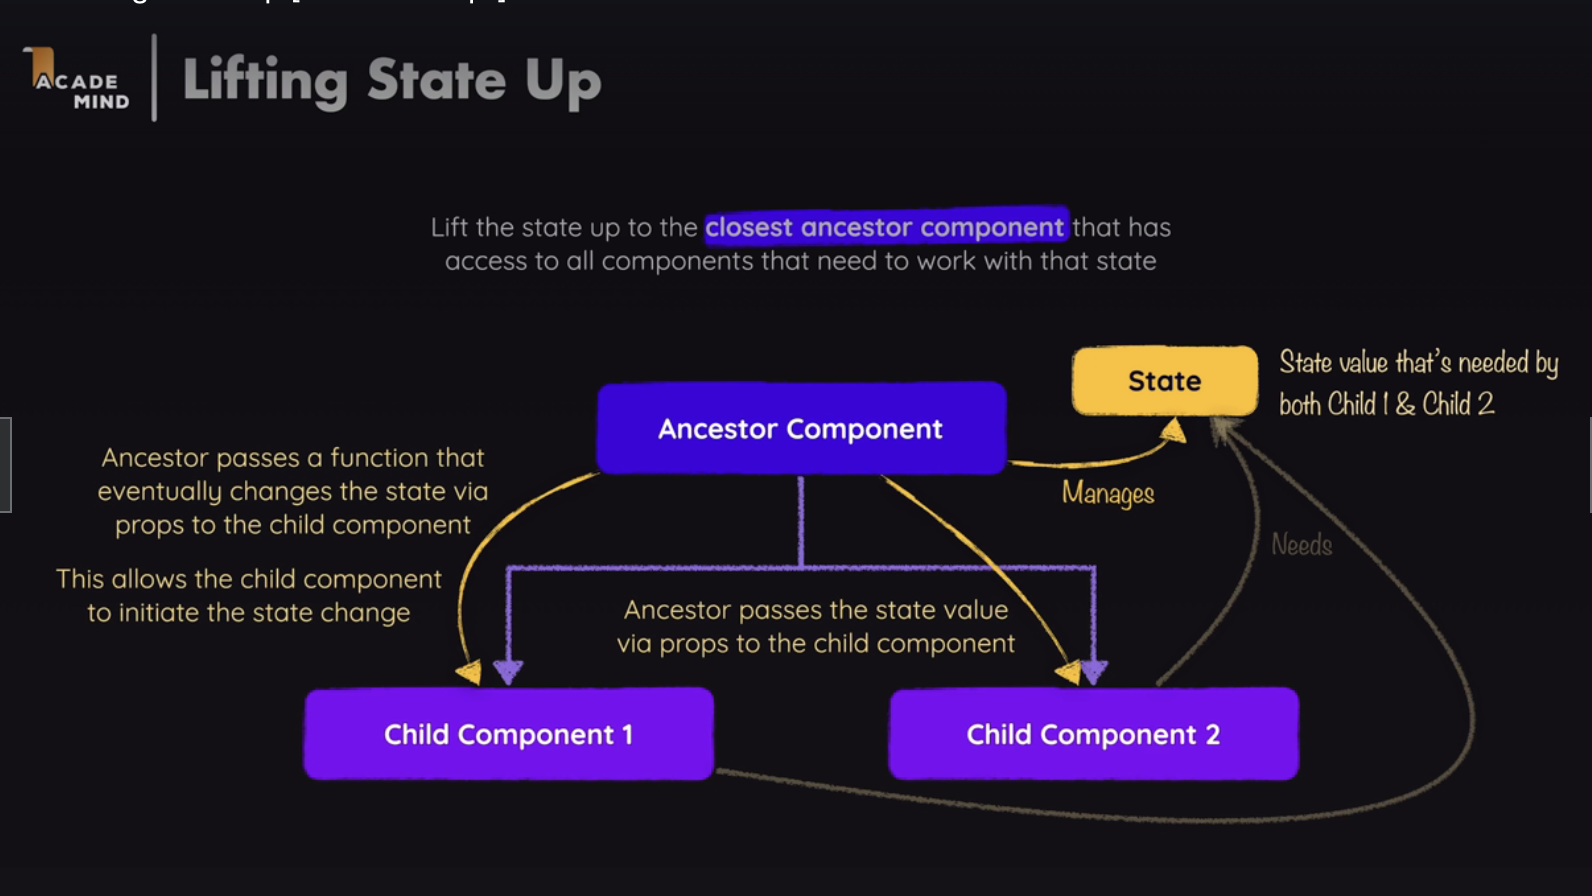 ACADE
MIND
Lifting State Up
Lift the state up to the closest ancestor component that has
access to all components that need to work with that state
State
State value that's needed by
both Child 1 & Child 2
Ancestor Component
Manages
Needs
Ancestor passes a function that
eventually changes the state via
props to the child component
This allows the child component
to initiate the state change
Ancestor passes the state value
via props to the child component
Child Component 1
Child Component 2